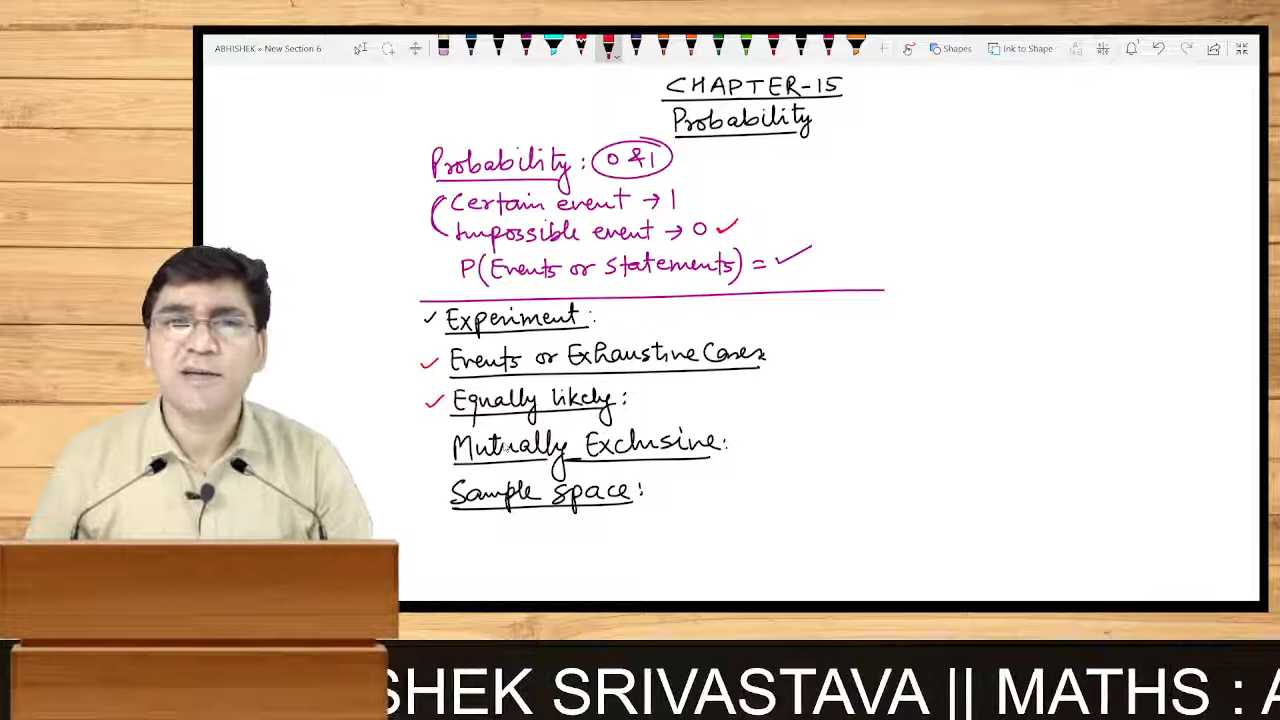 ABHISHEK » New Section 6
Shapes
Ink to Shape
CHAPTER-15
Probability
Probability : 0 & 1
Certain event → 1
Impossible event → 0 ✓
P(Events or Statements) = ✓
✓ Experiment :
✓ Events or Exhaustive Cases
✓ Equally likely :
Mutually Exclusive :
Sample space :
SHEK SRIVASTAVA || MATHS : A